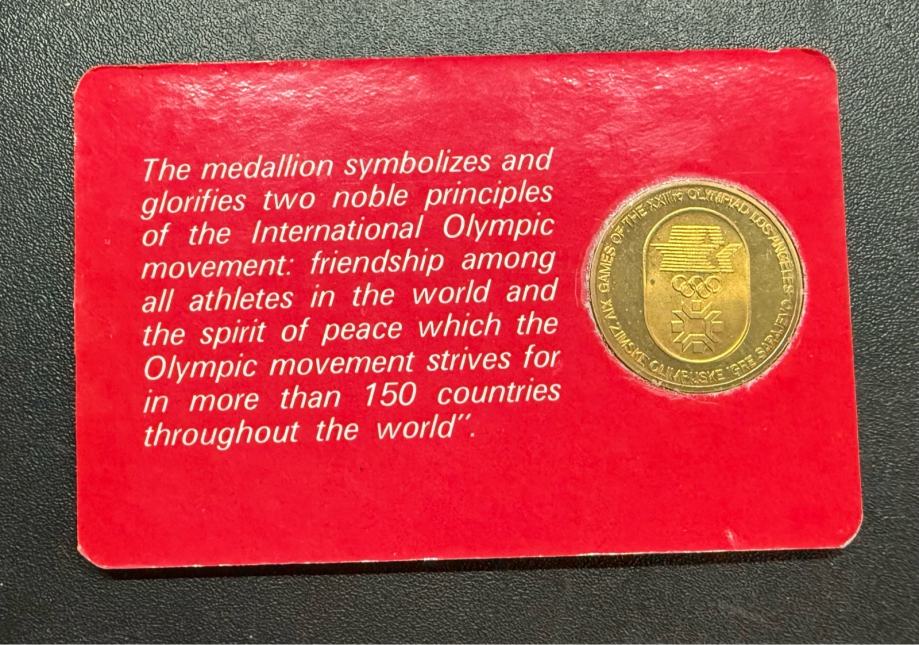 The medallion symbolizes and
glorifies two noble principles
of the International Olympic
movement: friendship among
all athletes in the world and
the spirit of peace which the
Olympic movement strives for
in more than 150 countries
throughout the world”.
GAMES OF THE XXIIIrd OLYMPIAD LOS ANGELES
XIV ZIMSKE OLIMPIJSKE IGRE SARAJEVO